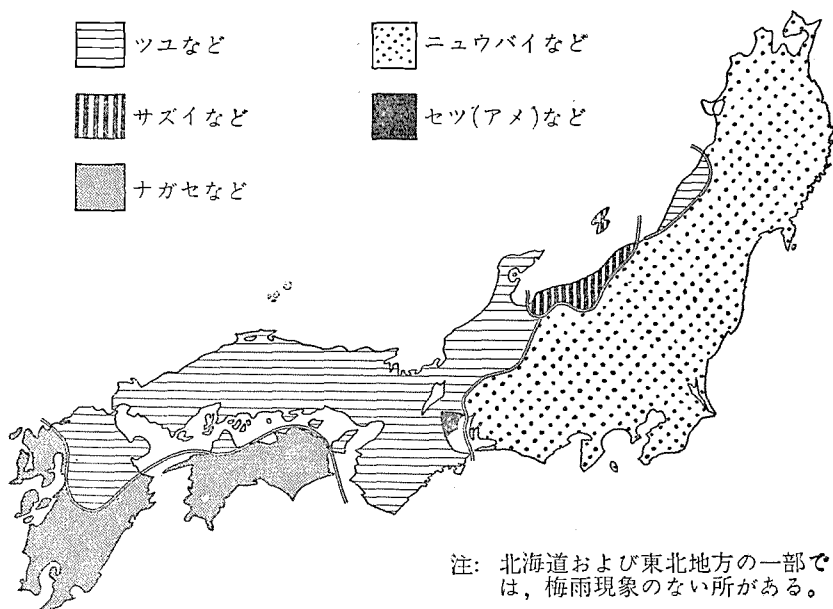 ツユなど
ニュウバイなど
サズイなど
セツ(アメ)など
ナガセなど
注: 北海道および東北地方の一部で
は,梅雨現象のない所がある。